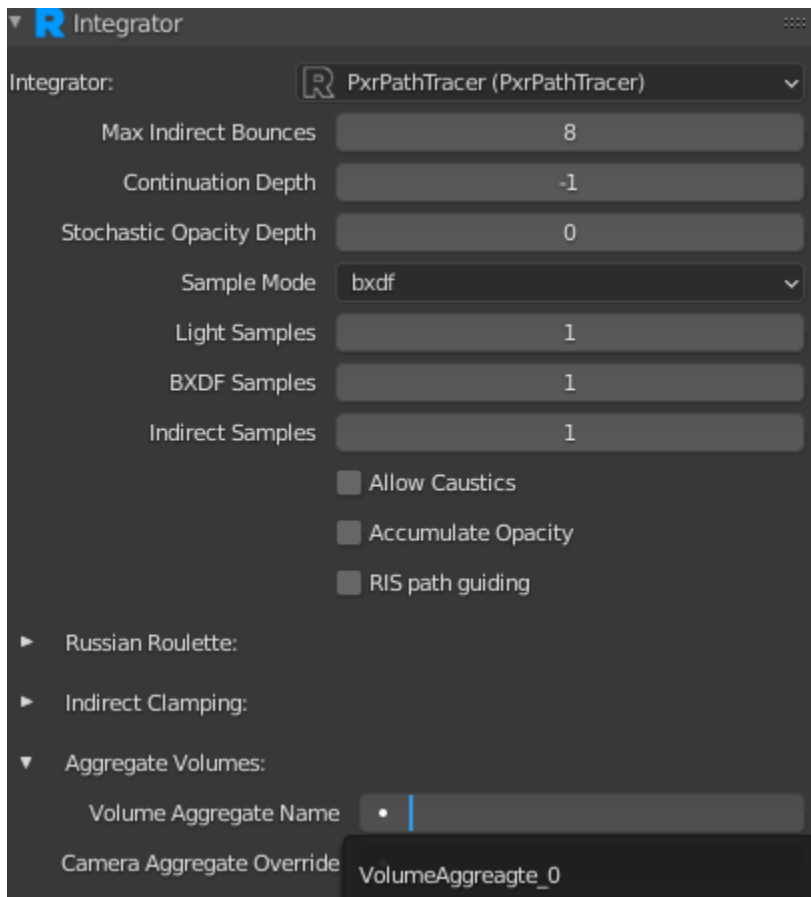 R Integrator
Integrator: R PxrPathTracer (PxrPathTracer)
Max Indirect Bounces 8
Continuation Depth -1
Stochastic Opacity Depth 0
Sample Mode bxdf
Light Samples 1
BXDF Samples 1
Indirect Samples 1
Allow Caustics
Accumulate Opacity
RIS path guiding
Russian Roulette:
Indirect Clamping:
Aggregate Volumes:
Volume Aggregate Name
Camera Aggregate Override
VolumeAggreagte_0